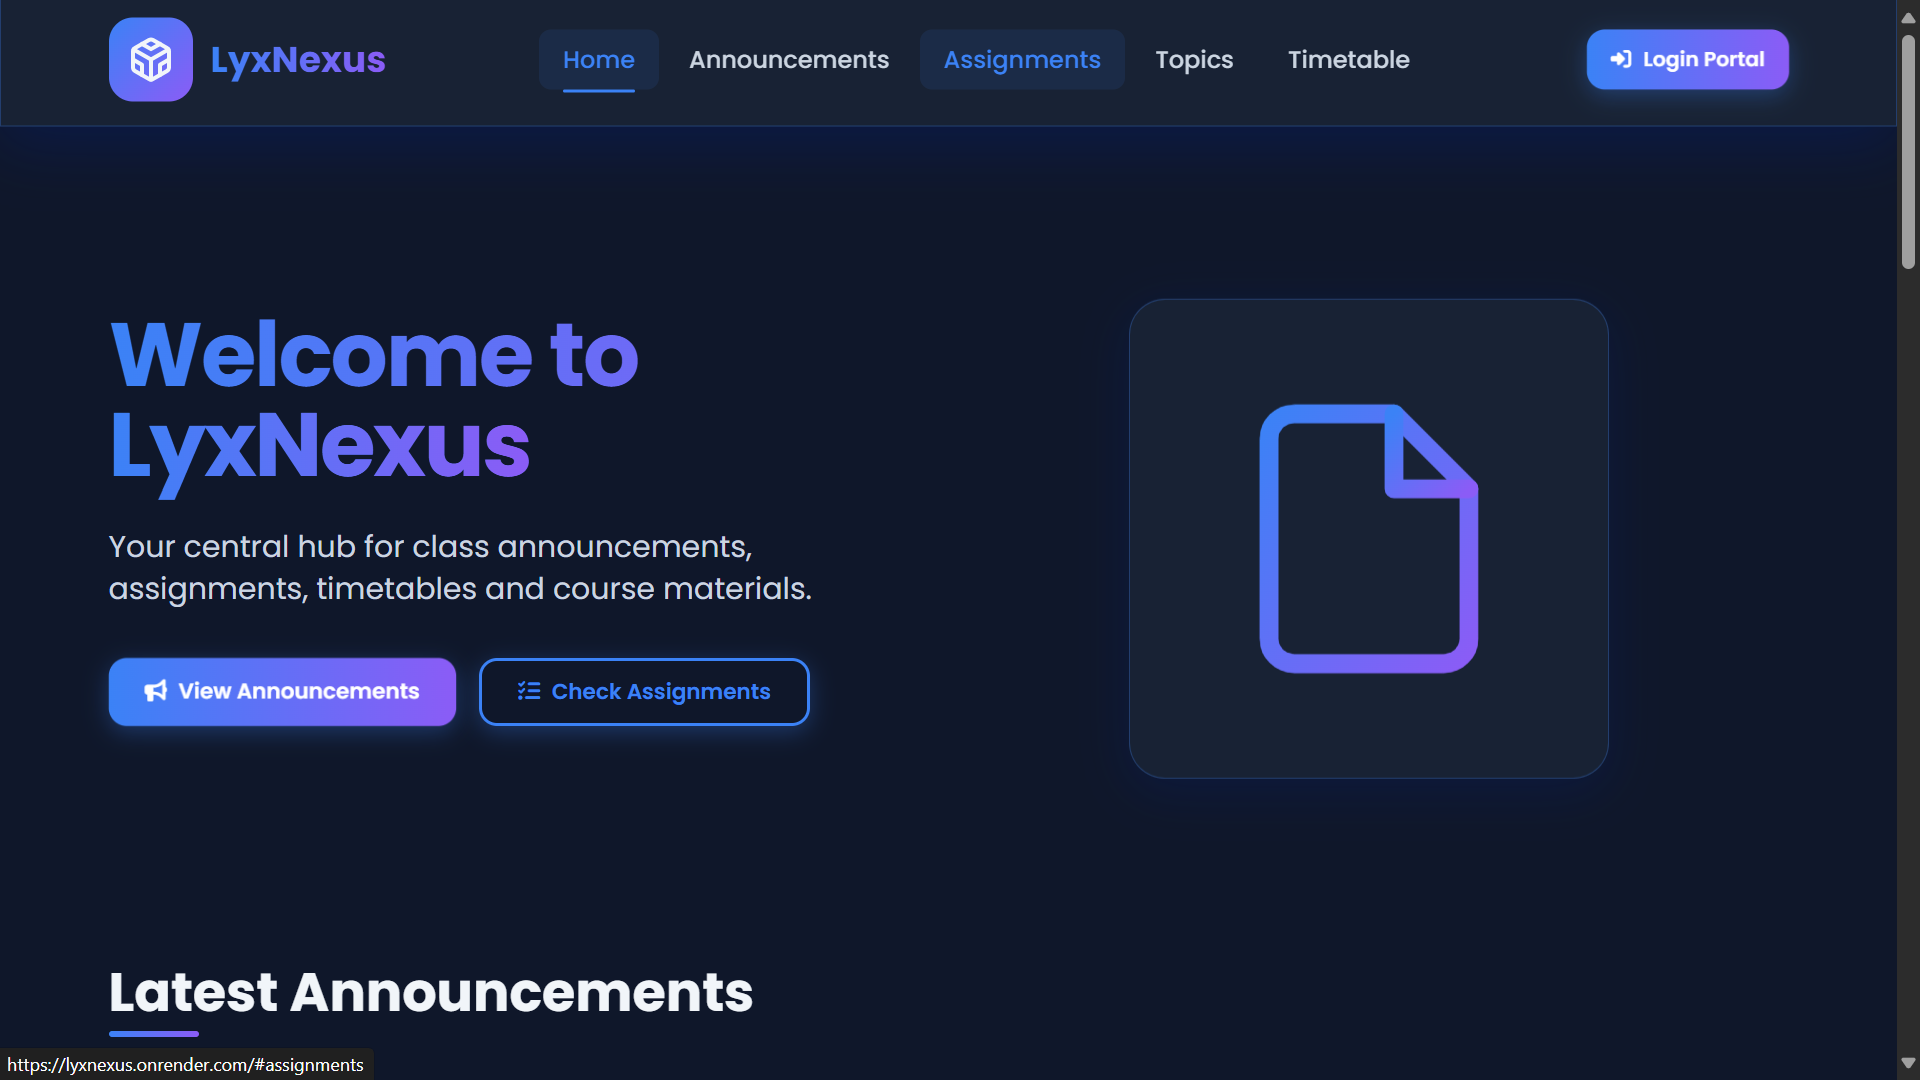 LyxNexus
Home
Announcements
Assignments
Topics
Timetable
Login Portal
Welcome to
LyxNexus
Your central hub for class announcements,
assignments, timetables and course materials.
View Announcements
Check Assignments
Latest Announcements
https://lyxnexus.onrender.com/#assignments